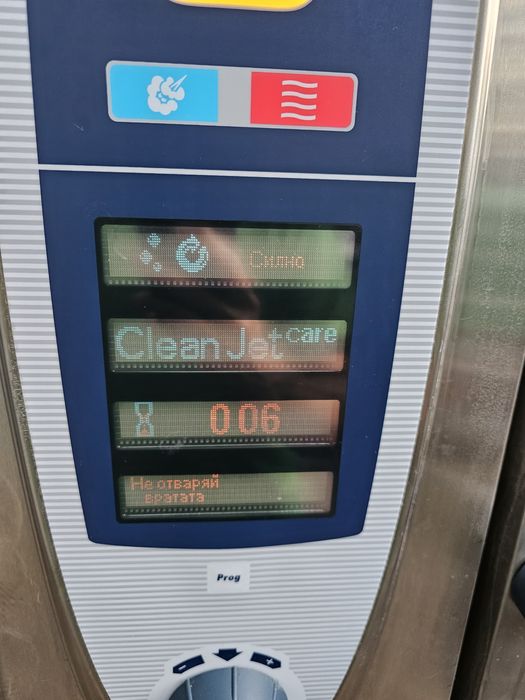 Силно
CleanJet care
0 06
Не отваряй
вратата
Prog
- +